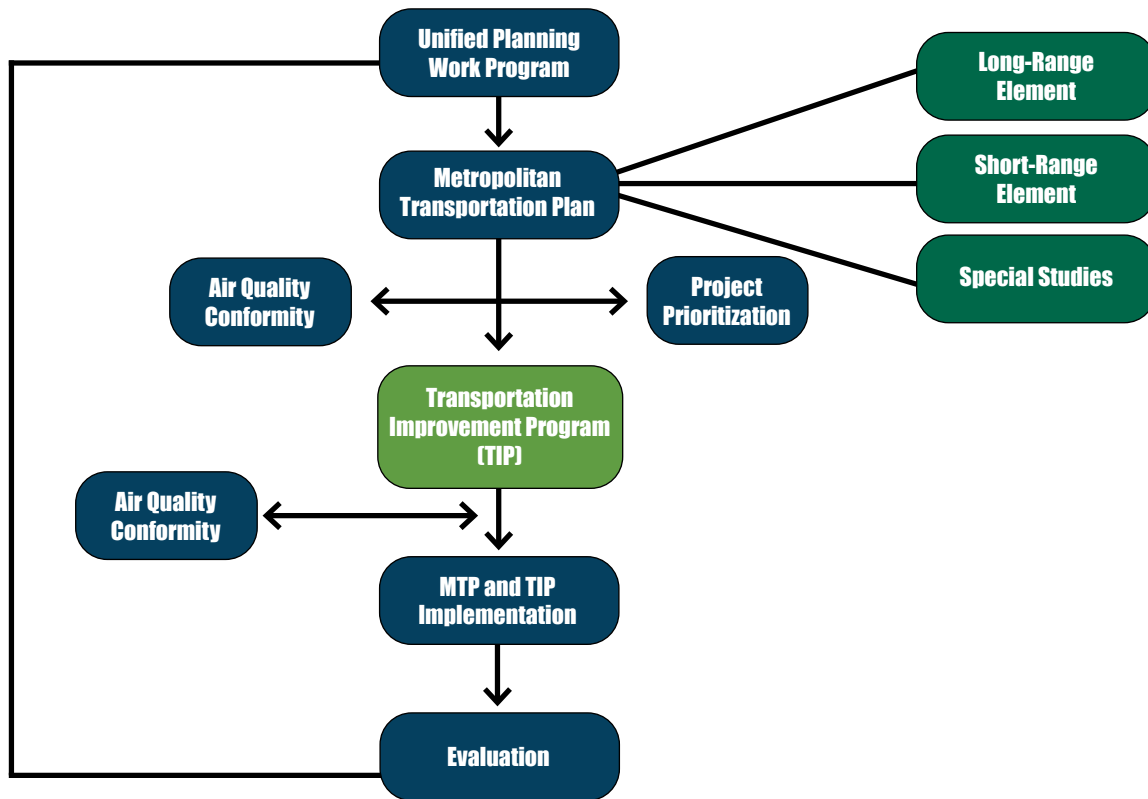 Unified Planning
Work Program
Long-Range
Element
Metropolitan
Transportation Plan
Short-Range
Element
Special Studies
Air Quality
Conformity
Project
Prioritization
Transportation
Improvement Program
(TIP)
Air Quality
Conformity
MTP and TIP
Implementation
Evaluation